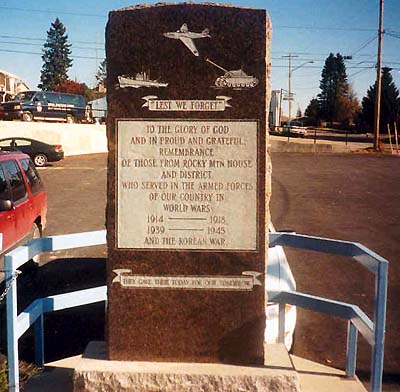 "LEST WE FORGET"
TO THE GLORY OF GOD
AND IN PROUD AND GRATEFUL
REMEMBRANCE
OF THOSE FROM ROCKY MTN HOUSE
AND DISTRICT
WHO SERVED IN THE ARMED FORCES
OF OUR COUNTRY IN
WORLD WARS
1914 ——— 1918
1939 ——— 1945
AND THE KOREAN WAR.
THEY GAVE THEIR TODAY FOR OUR TOMORROW